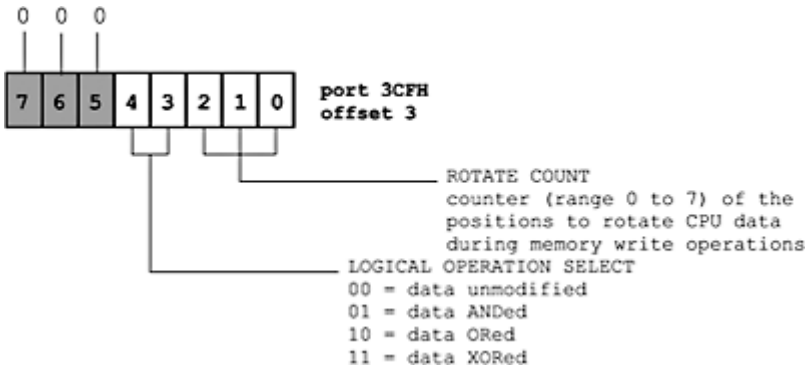 0 0 0
7 6 5 4 3 2 1 0
port 3CFH
offset 3
ROTATE COUNT
counter (range 0 to 7) of the
positions to rotate CPU data
during memory write operations
LOGICAL OPERATION SELECT
00 = data unmodified
01 = data ANDed
10 = data ORed
11 = data XORed